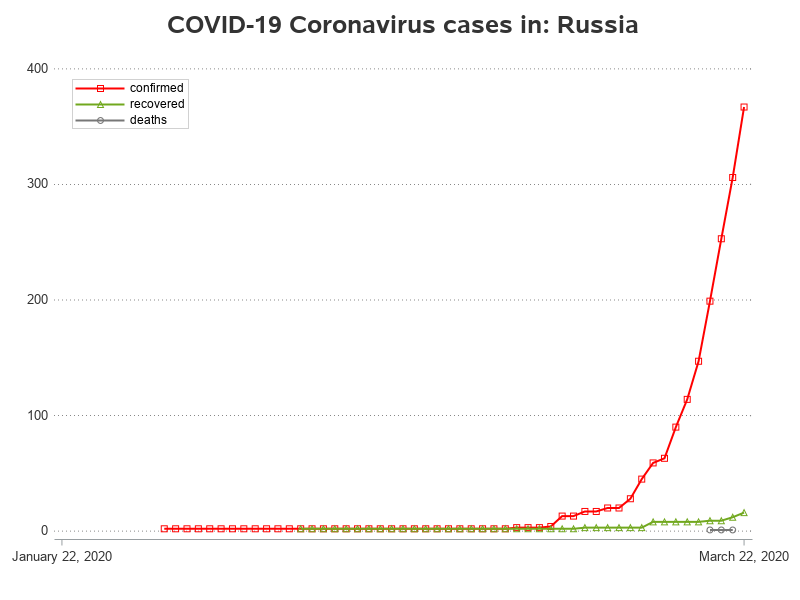 COVID-19 Coronavirus cases in: Russia
400
confirmed
recovered
deaths
300
200
100
0
January 22, 2020
March 22, 2020